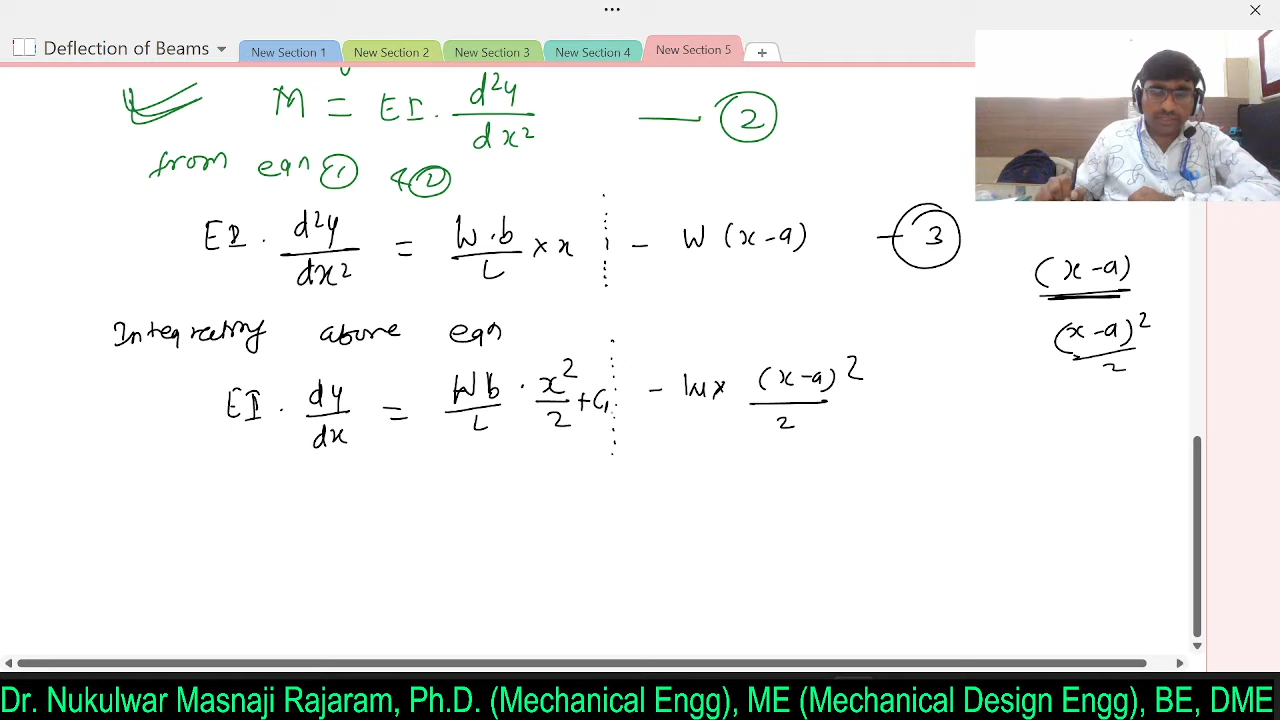 ...
Deflection of Beams
New Section 1 New Section 2 New Section 3 New Section 4 New Section 5 +
M = EI · d²y/dx² — ②
from eqn ① & ②
EI · d²y/dx² = W·b/L × x ⋮ - W (x-a) — ③
(x-a)
Integrating above eqn
(x-a)²/2
EI · dy/dx = Wb/L · x²/2 + C₁ ⋮ - W × (x-a)²/2
Dr. Nukulwar Masnaji Rajaram, Ph.D. (Mechanical Engg), ME (Mechanical Design Engg), BE, DME